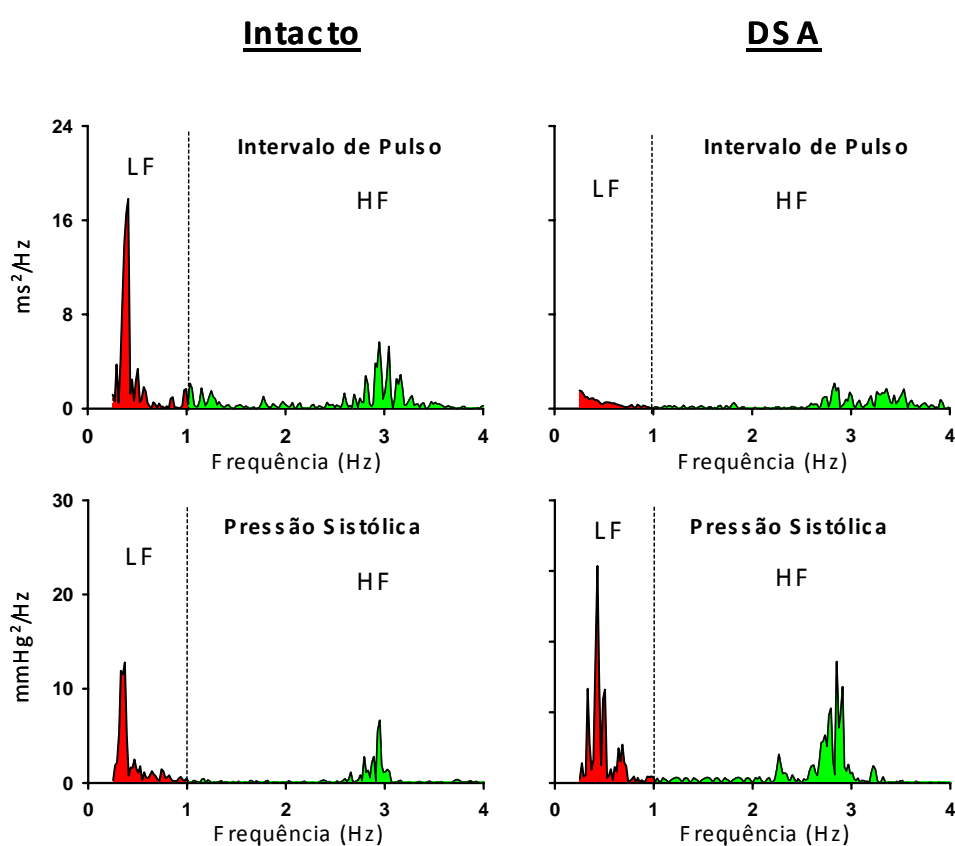 Intacto
DSA
24
16
8
0
ms²/Hz
LF
Intervalo de Pulso
HF
0 1 2 3 4
Frequência (Hz)
LF
Intervalo de Pulso
HF
0 1 2 3 4
Frequência (Hz)
30
20
10
0
mmHg²/Hz
LF
Pressão Sistólica
HF
0 1 2 3 4
Frequência (Hz)
LF
Pressão Sistólica
HF
0 1 2 3 4
Frequência (Hz)